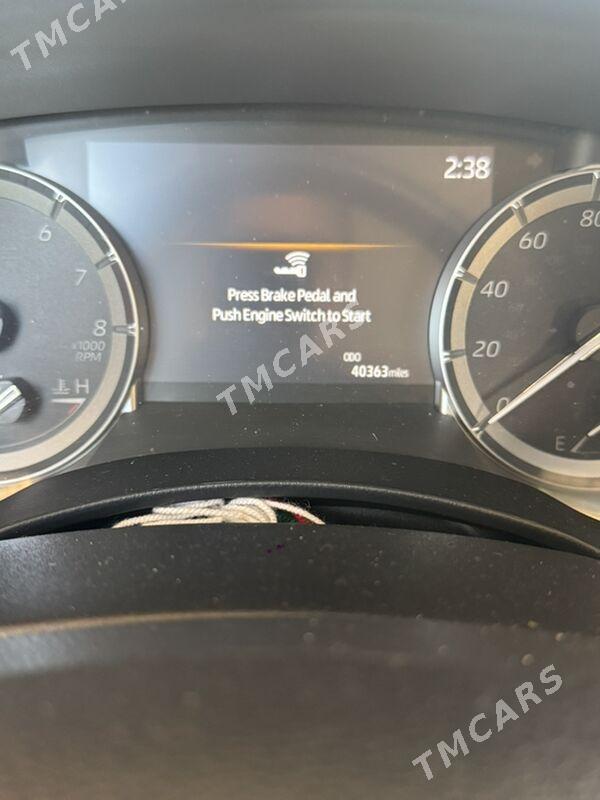 TMCARS
2:38
6
7
8
x1000
RPM
H
Press Brake Pedal and
Push Engine Switch to Start
ODO
40363 miles
80
60
40
20
0
E
TMCARS
TMCARS